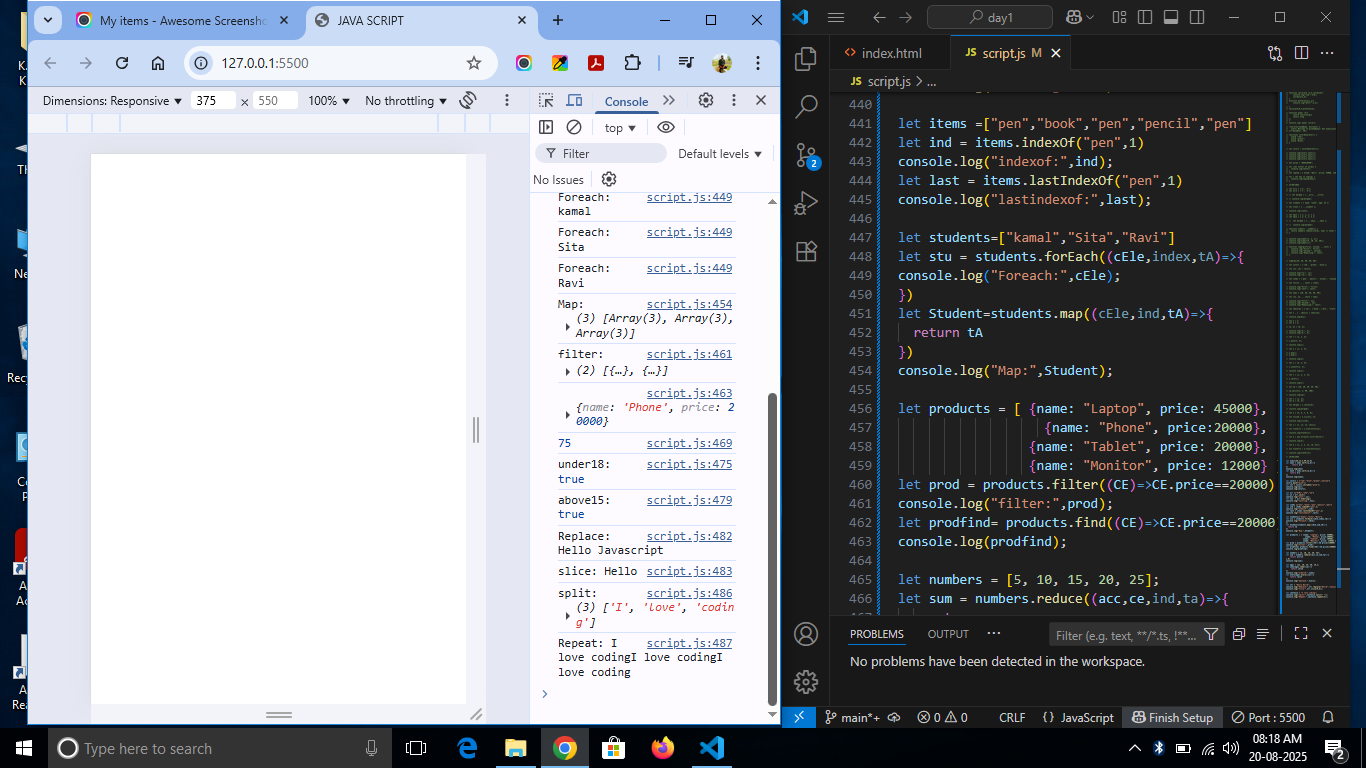 My items - Awesome Screensho
JAVA SCRIPT
127.0.0.1:5500
Dimensions: Responsive
375 × 550
100%
No throttling
Console
top
Filter
Default levels
No Issues
Foreach: script.js:449
kamal
Foreach: script.js:449
Sita
Foreach: script.js:449
Ravi
Map: script.js:454
(3) [Array(3), Array(3),
Array(3)]
filter: script.js:461
(2) [{…}, {…}]
script.js:463
{name: 'Phone', price: 2
0000}
75 script.js:469
under18: script.js:475
true
above15: script.js:479
true
Replace: script.js:482
Hello Javascript
slice: Hello script.js:483
split: script.js:486
(3) ['I', 'love', 'codin
g']
Repeat: I script.js:487
love codingI love codingI
love coding
day1
index.html
JS script.js M
JS script.js > ...
440
441 let items =["pen","book","pen","pencil","pen"]
442 let ind = items.indexOf("pen",1)
443 console.log("indexof:",ind);
444 let last = items.lastIndexOf("pen",1)
445 console.log("lastindexof:",last);
446
447 let students=["kamal","Sita","Ravi"]
448 let stu = students.forEach((cEle,index,tA)=>{
449 console.log("Foreach:",cEle);
450 })
451 let Student=students.map((cEle,ind,tA)=>{
452 return tA
453 })
454 console.log("Map:",Student);
455
456 let products = [ {name: "Laptop", price: 45000},
457 {name: "Phone", price:20000},
458 {name: "Tablet", price: 20000},
459 {name: "Monitor", price: 12000}
460 let prod = products.filter((CE)=>CE.price==20000)
461 console.log("filter:",prod);
462 let prodfind= products.find((CE)=>CE.price==20000
463 console.log(prodfind);
464
465 let numbers = [5, 10, 15, 20, 25];
466 let sum = numbers.reduce((acc,ce,ind,ta)=>{
PROBLEMS
OUTPUT
Filter (e.g. text, **/*.ts, !**...
No problems have been detected in the workspace.
2
main*+
0 0
CRLF
{} JavaScript
Finish Setup
Port : 5500
Type here to search
08:18 AM
20-08-2025
2